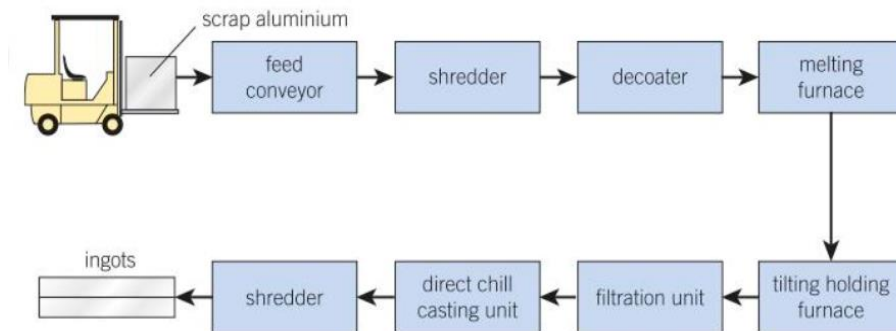 scrap aluminium
feed
conveyor
shredder
decoater
melting
furnace
tilting holding
furnace
filtration unit
direct chill
casting unit
shredder
ingots